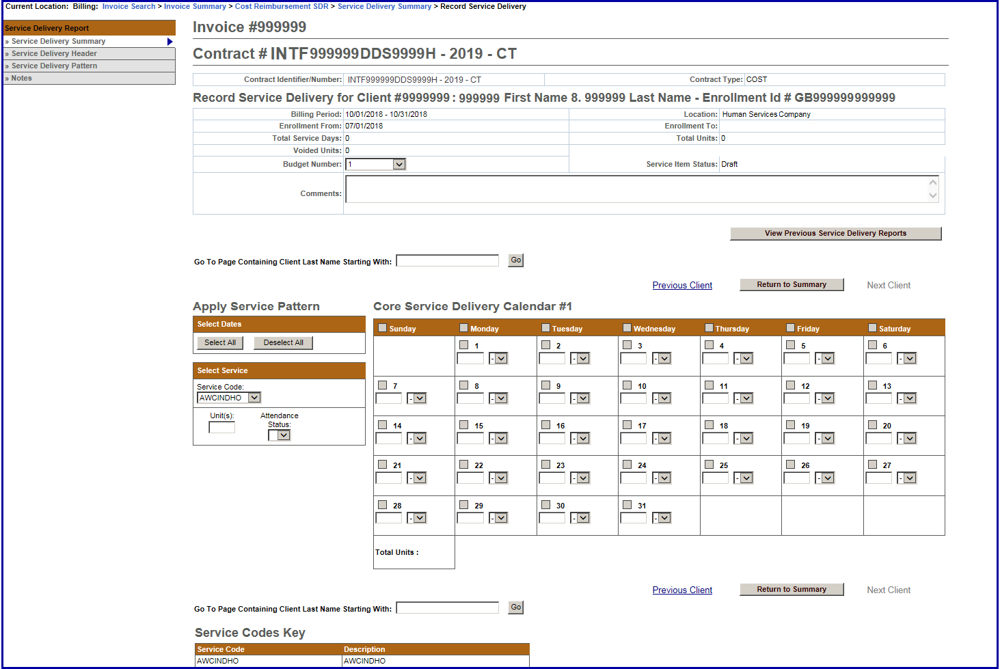 Current Location: Billing: Invoice Search > Invoice Summary > Cost Reimbursement SDR > Service Delivery Summary > Record Service Delivery
Service Delivery Report
» Service Delivery Summary
» Service Delivery Header
» Service Delivery Pattern
» Notes
Invoice #999999
Contract # INTF999999DDS9999H - 2019 - CT
Contract Identifier/Number: INTF999999DDS9999H - 2019 - CT Contract Type: COST
Record Service Delivery for Client #9999999 : 999999 First Name 8. 999999 Last Name - Enrollment Id # GB999999999999
Billing Period: 10/01/2018 - 10/31/2018 Location: Human Services Company
Enrollment From: 07/01/2018 Enrollment To:
Total Service Days: 0 Total Units: 0
Voided Units: 0
Budget Number: 1 Service Item Status: Draft
Comments:
View Previous Service Delivery Reports
Go To Page Containing Client Last Name Starting With: Go
Previous Client Return to Summary Next Client
Apply Service Pattern
Select Dates
Select All Deselect All
Select Service
Service Code:
AWCINDHO
Unit(s): Attendance
Status:
Core Service Delivery Calendar #1
Sunday Monday Tuesday Wednesday Thursday Friday Saturday
1 2 3 4 5 6
- - - - - -
7 8 9 10 11 12 13
- - - - - - -
14 15 16 17 18 19 20
- - - - - - -
21 22 23 24 25 26 27
- - - - - - -
28 29 30 31
- - - -
Total Units :
Previous Client Return to Summary Next Client
Go To Page Containing Client Last Name Starting With: Go
Service Codes Key
Service Code Description
AWCINDHO AWCINDHO